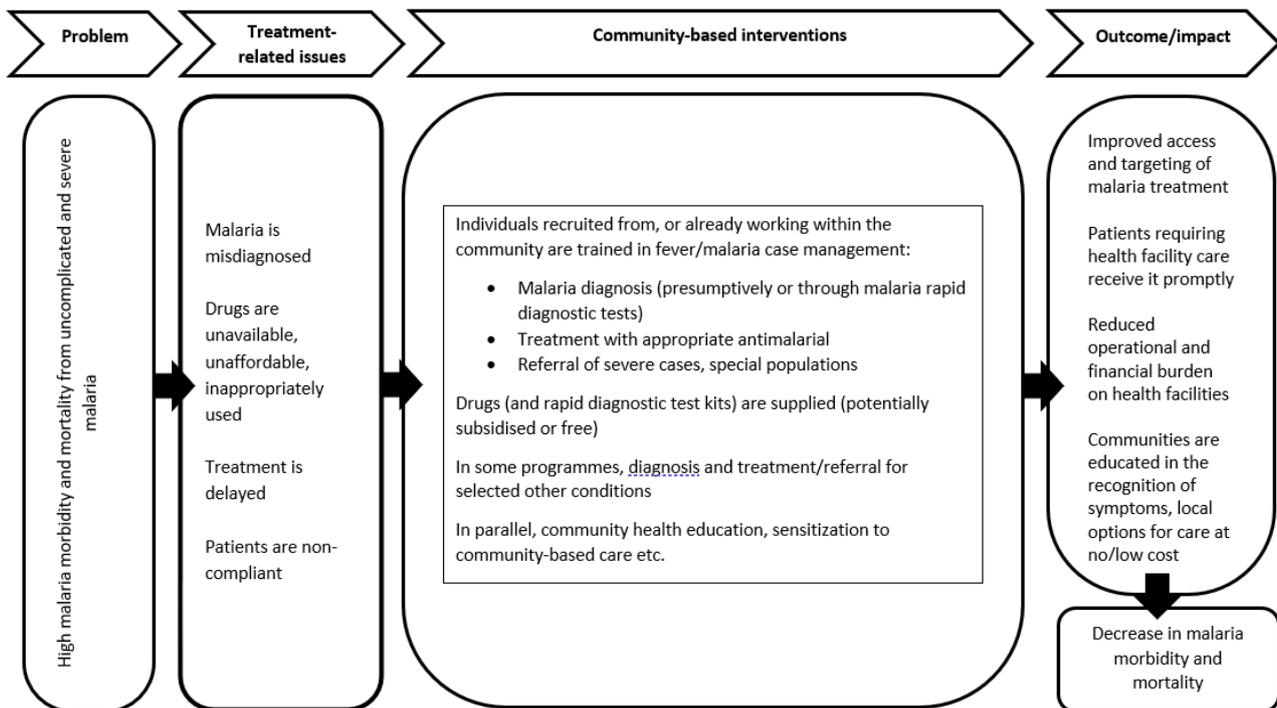 Problem
Treatment-
related issues
Community-based interventions
Outcome/impact
High malaria morbidity and mortality from uncomplicated and severe
malaria
Malaria is
misdiagnosed
Drugs are
unavailable,
unaffordable,
inappropriately
used
Treatment is
delayed
Patients are non-
compliant
Individuals recruited from, or already working within the
community are trained in fever/malaria case management:
• Malaria diagnosis (presumptively or through malaria rapid
diagnostic tests)
• Treatment with appropriate antimalarial
• Referral of severe cases, special populations
Drugs (and rapid diagnostic test kits) are supplied (potentially
subsidised or free)
In some programmes, diagnosis and treatment/referral for
selected other conditions
In parallel, community health education, sensitization to
community-based care etc.
Improved access
and targeting of
malaria treatment
Patients requiring
health facility care
receive it promptly
Reduced
operational and
financial burden
on health facilities
Communities are
educated in the
recognition of
symptoms, local
options for care at
no/low cost
Decrease in malaria
morbidity and
mortality